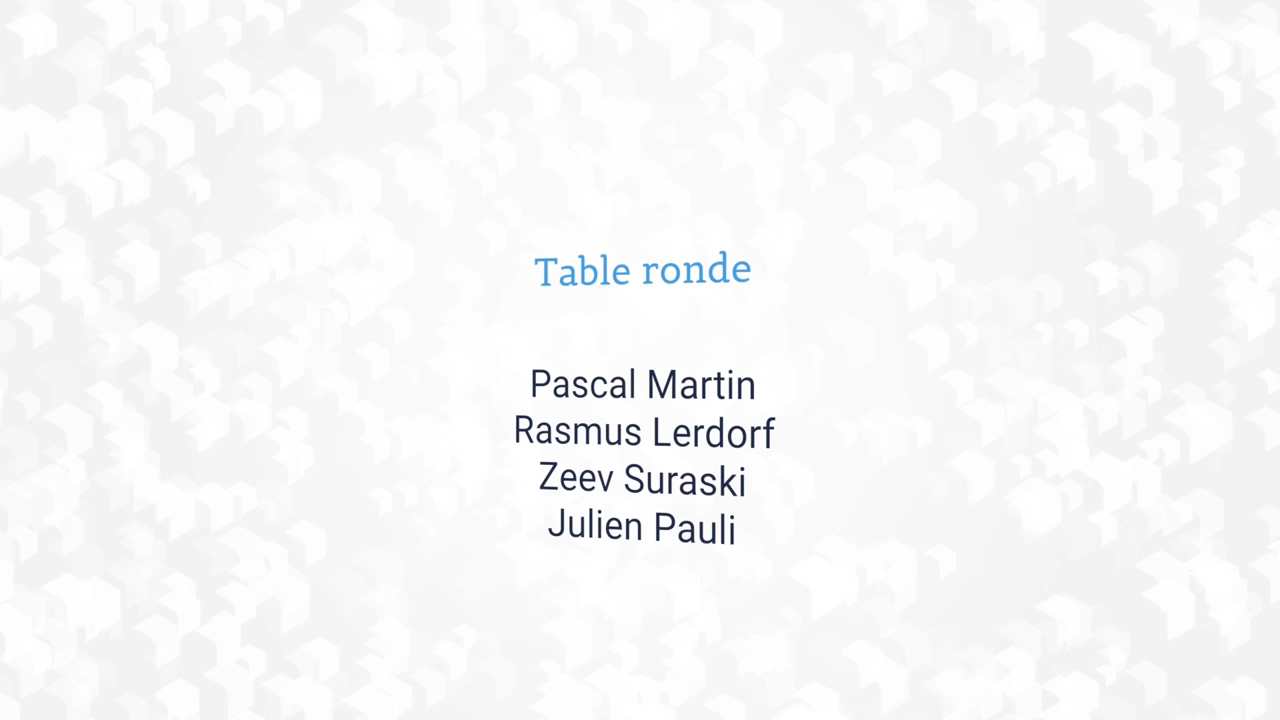 Table ronde
Pascal Martin
Rasmus Lerdorf
Zeev Suraski
Julien Pauli